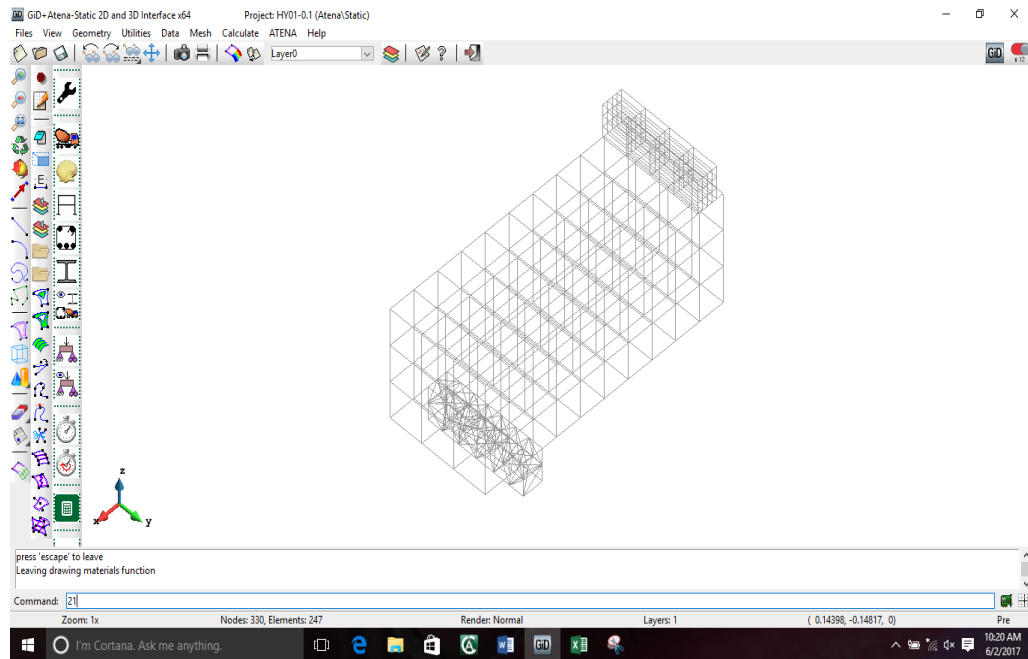 GiD+Atena-Static 2D and 3D Interface x64 Project: HY01-0.1 (Atena\Static)
Files View Geometry Utilities Data Mesh Calculate ATENA Help
Layer0
GiD
x 12
E
z
x
y
press 'escape' to leave
Leaving drawing materials function
Command: 21
Zoom: 1x Nodes: 330, Elements: 247 Render: Normal Layers: 1 ( 0.14398, -0.14817, 0) Pre
I'm Cortana. Ask me anything.
GiD
10:20 AM
6/2/2017